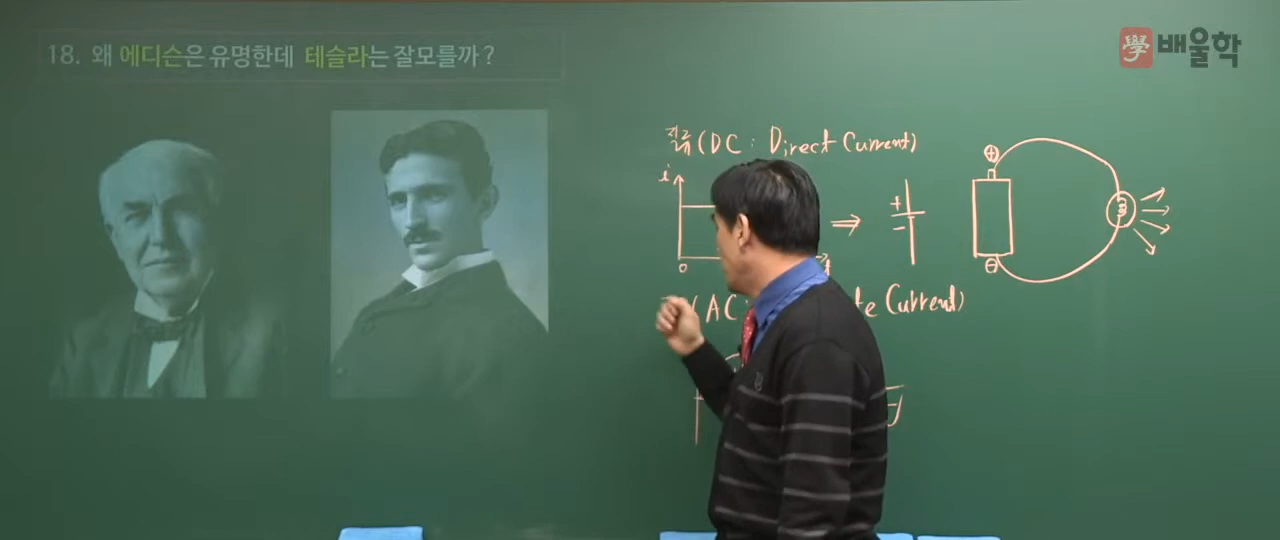 18. 왜 에디슨은 유명한데 테슬라는 잘모를까?
學 배울학
직류 (DC : Direct Current)
i
0
+
-
⇒
⊕
⊖
(AC : te Current)